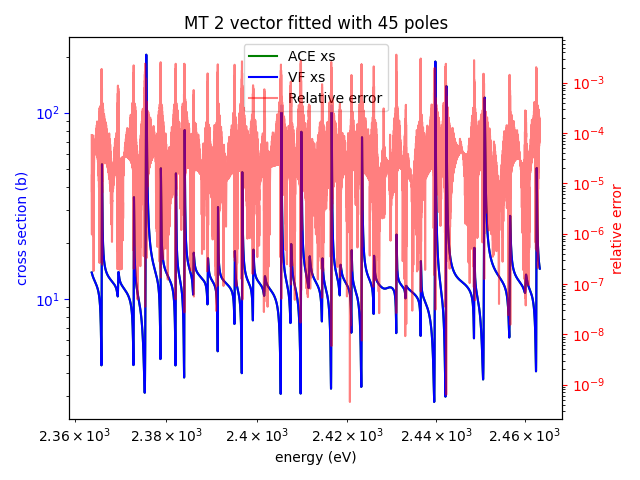 MT 2 vector fitted with 45 poles
ACE xs
VF xs
Relative error
10²
10¹
cross section (b)
10⁻³
10⁻⁴
10⁻⁵
10⁻⁶
10⁻⁷
10⁻⁸
10⁻⁹
relative error
2.36×10³ 2.38×10³ 2.4×10³ 2.42×10³ 2.44×10³ 2.46×10³
energy (eV)